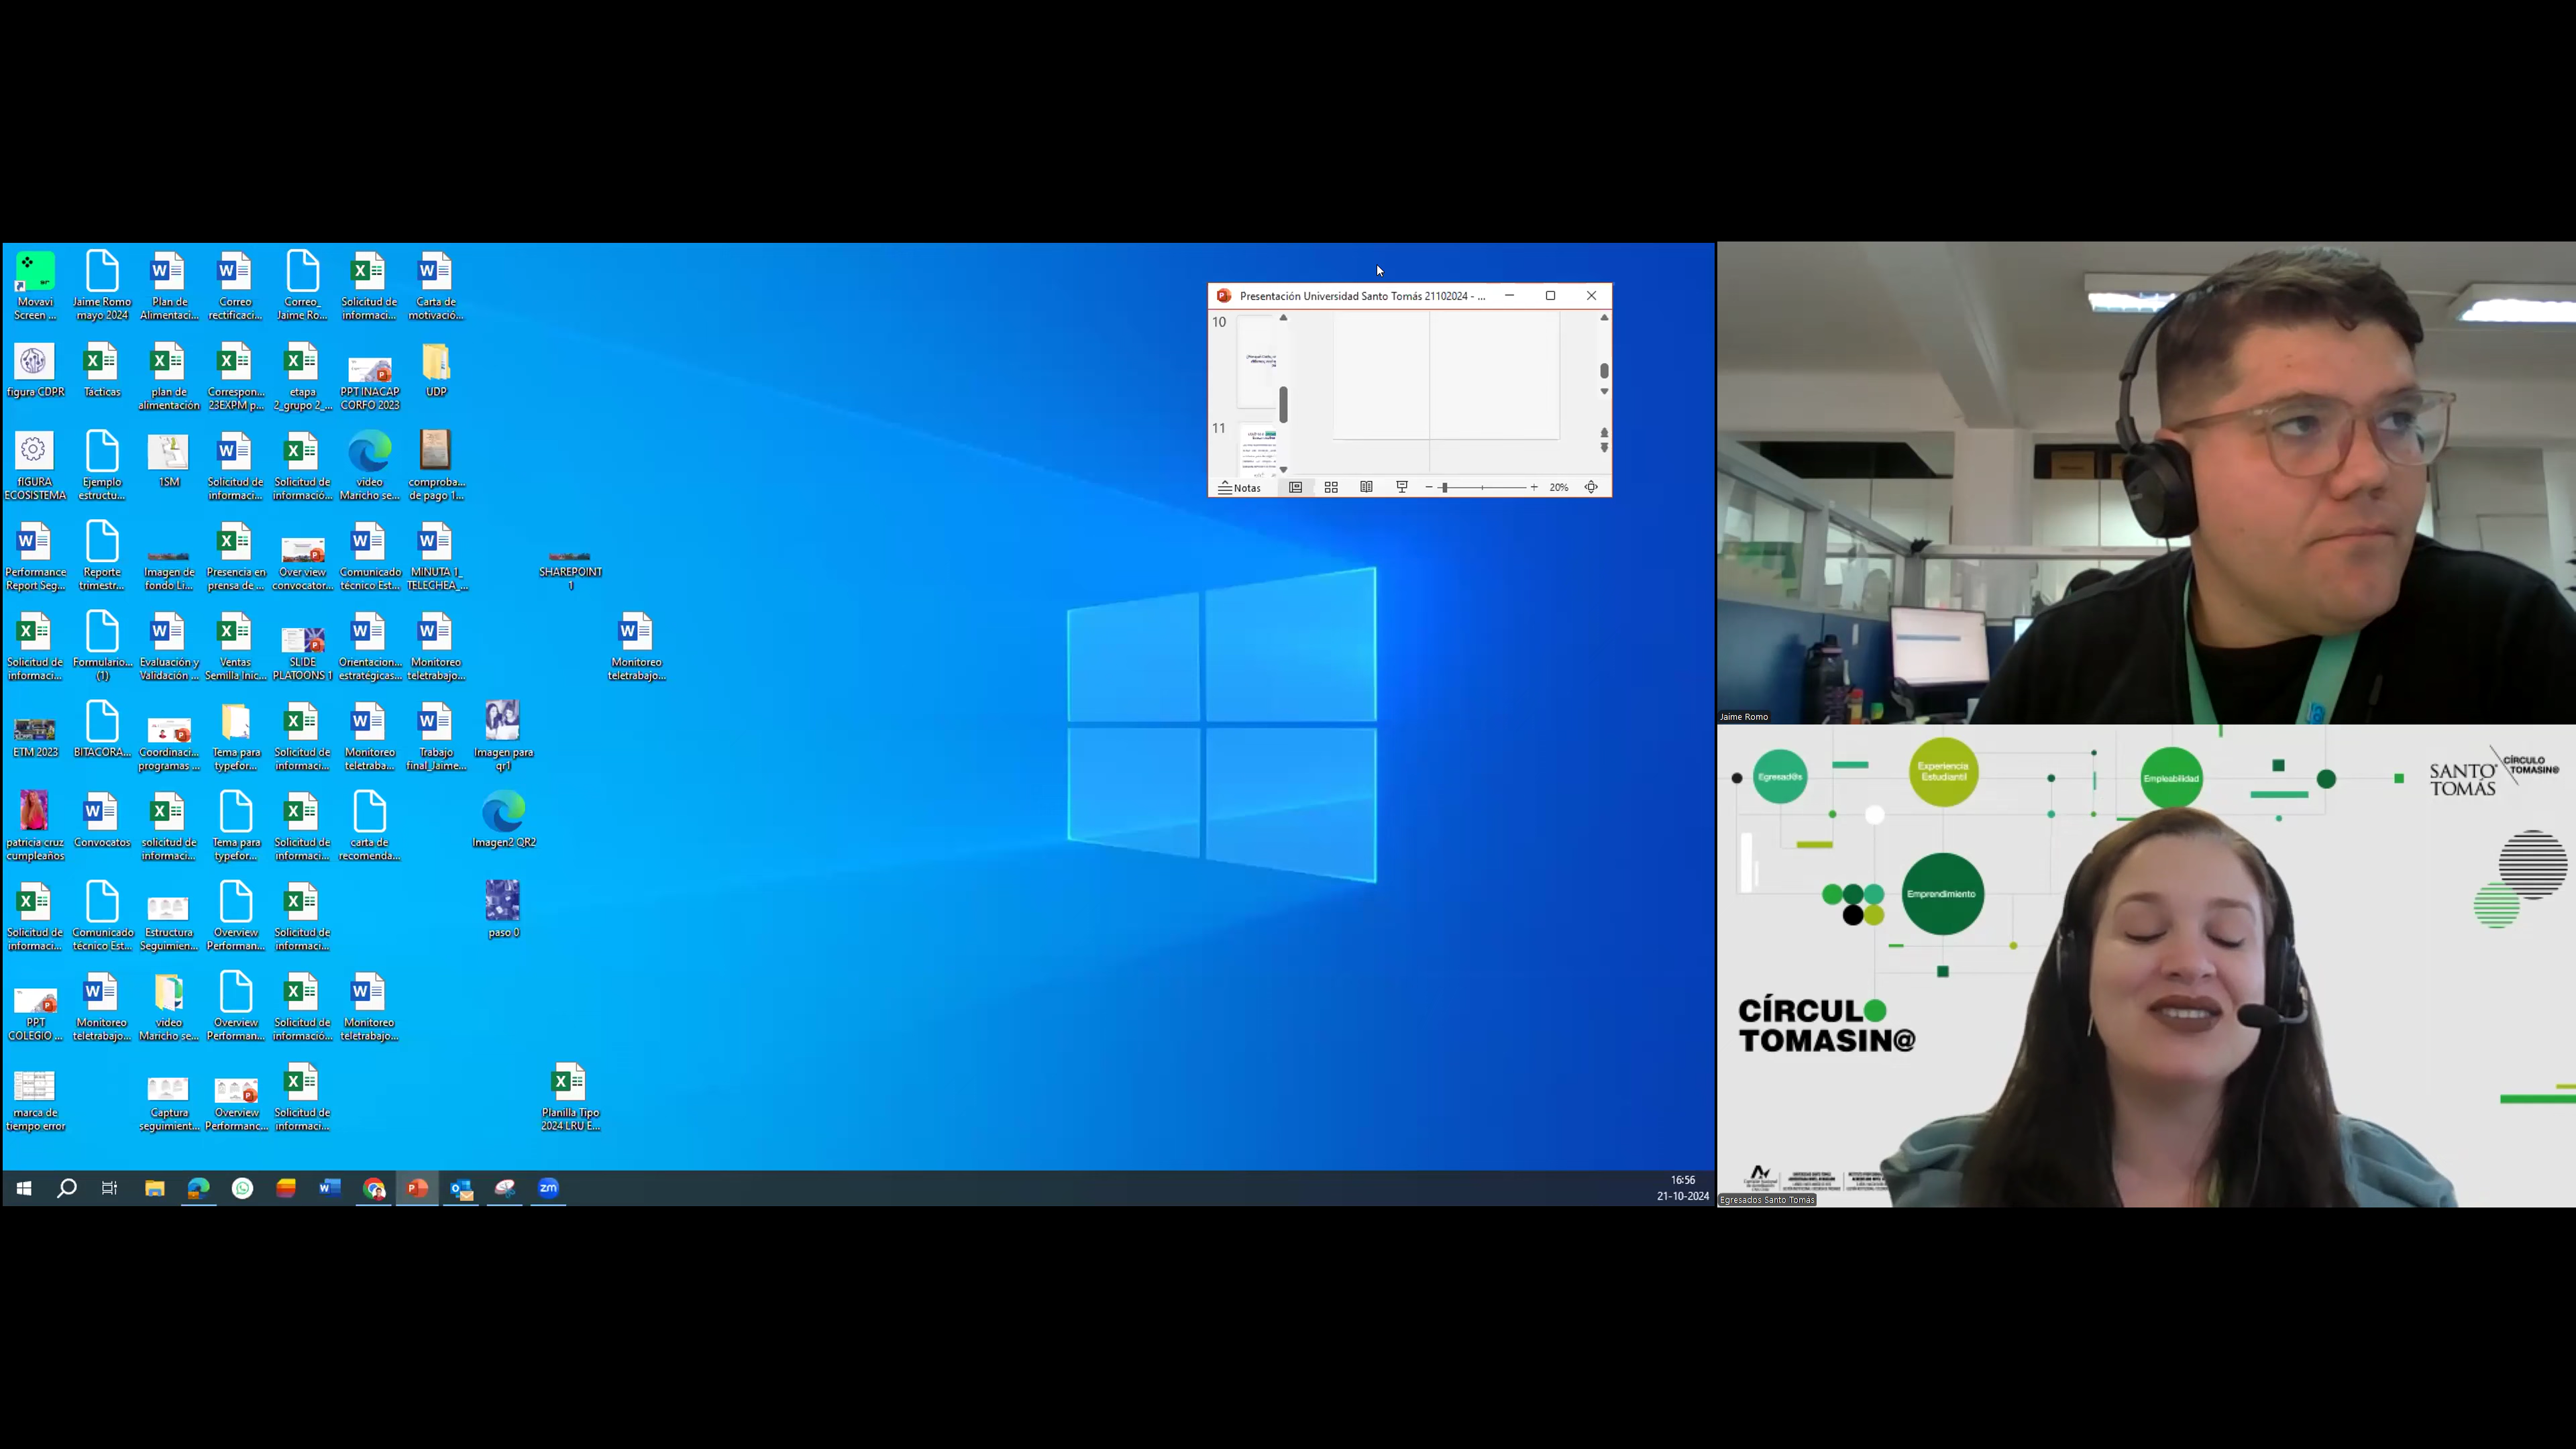 Movavi
Screen ...
Jaime Romo
mayo 2024
Plan de
Alimentaci...
Correo
rectificaci...
Correo_
Jaime Ro...
Solicitud de
informaci...
Carta de
motivació...
figura CDPR
Tácticas
plan de
alimentación
Correspon...
23EXPM p...
etapa
2_grupo 2_...
PPT INACAP
CORFO 2023
UDP
fIGURA
ECOSISTEMA
Ejemplo
estructu...
1SM
Solicitud de
informaci...
Solicitud de
informació...
video
Maricho se...
comproba...
de pago 1...
Performance
Report Seg...
Reporte
trimestr...
Imagen de
fondo Li...
Presencia en
prensa de ...
Over view
convocator...
Comunicado
técnico Est...
MINUTA 1_
TELECHEA_...
SHAREPOINT
1
Solicitud de
informaci...
Formulario...
(1)
Evaluación y
Validación ...
Ventas
Semilla Inic...
SLIDE
PLATOONS 1
Orientacion...
estratégicas...
Monitoreo
teletrabajo...
Monitoreo
teletrabajo...
ETM 2023
BITACORA...
Coordinaci...
programas ...
Tema para
typefor...
Solicitud de
informaci...
Monitoreo
teletraba...
Trabajo
final_Jaime...
Imagen para
qr1
patricia cruz
cumpleaños
Convocatos
solicitud de
informaci...
Tema para
typefor...
Solicitud de
informaci...
carta de
recomenda...
Imagen2 QR2
Solicitud de
informaci...
Comunicado
técnico Est...
Estructura
Seguimien...
Overview
Performan...
Solicitud de
informaci...
paso 0
PPT
COLEGIO ...
Monitoreo
teletrabajo...
video
Maricho se...
Overview
Performan...
Solicitud de
informació...
Monitoreo
teletrabajo...
marca de
tiempo error
Captura
seguimient...
Overview
Performanc...
Solicitud de
informaci...
Planilla Tipo
2024 LRU E...
Presentación Universidad Santo Tomás 21102024 - ...
10
11
Notas
20%
zm
16:56
21-10-2024
Jaime Romo
Egresad@s
Experiencia
Estudiantil
Empleabilidad
SANTO
TOMÁS
CÍRCULO
TOMASIN@
Emprendimiento
CÍRCULO
TOMASIN@
Egresados Santo Tomás